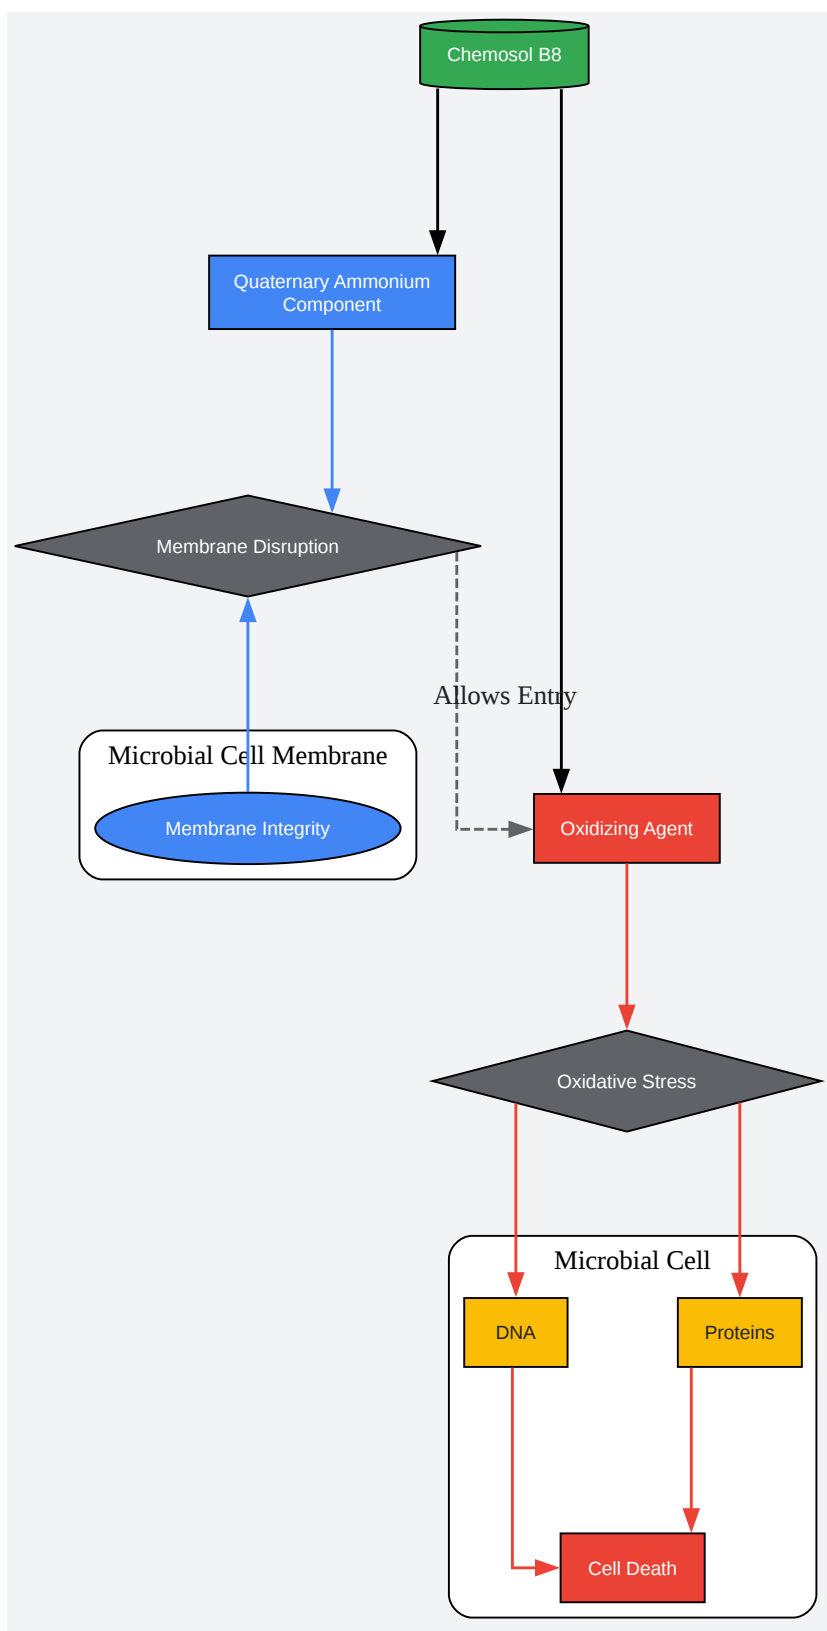 Chemosol B8
Quaternary Ammonium
Component
Membrane Disruption
Allows Entry
Microbial Cell Membrane
Membrane Integrity
Oxidizing Agent
Oxidative Stress
Microbial Cell
DNA
Proteins
Cell Death